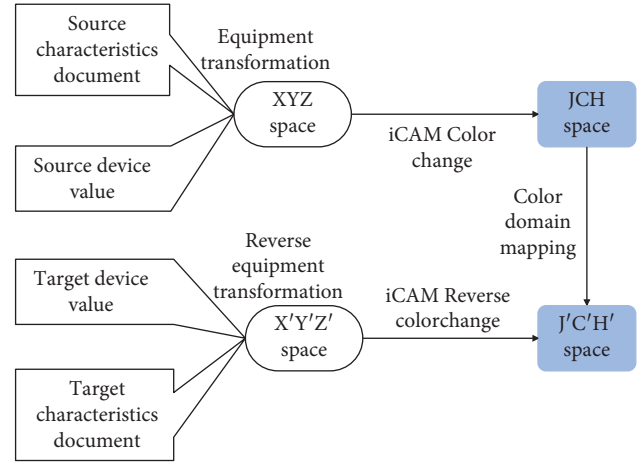 Source
characteristics
document
Equipment
transformation
XYZ
space
JCH
space
iCAM Color
change
Source device
value
Color
domain
mapping
Reverse
equipment
transformation
Target device
value
iCAM Reverse
colorchange
X′Y′Z′
space
J′C′H′
space
Target
characteristics
document